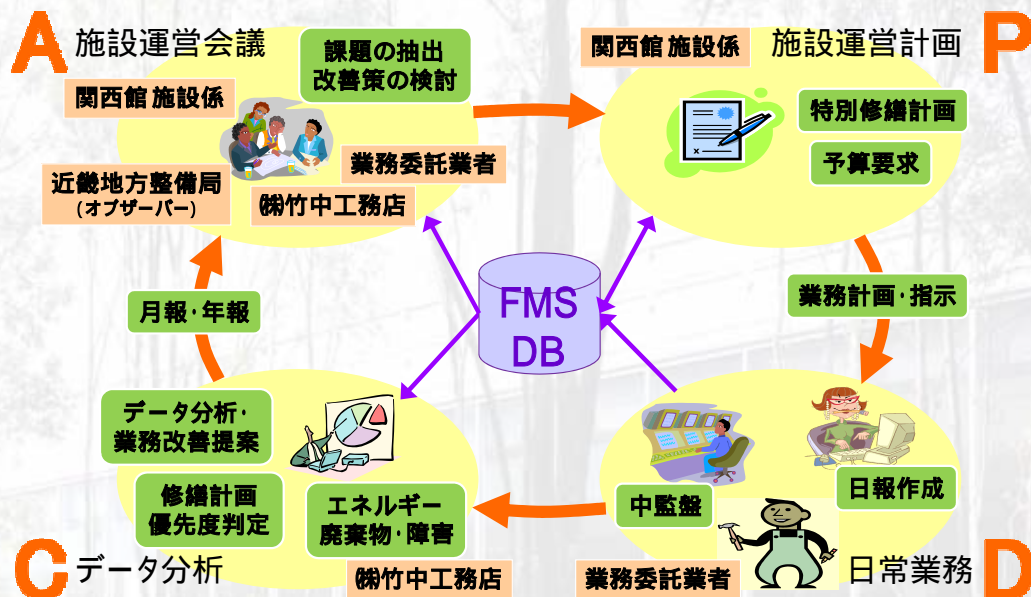 A
施設運営会議
課題の抽出
改善策の検討
関西館 施設係
近畿地方整備局
(オブザーバー)
㈱竹中工務店
業務委託業者
関西館 施設係
施設運営計画
P
特別修繕計画
予算要求
業務計画・指示
FMS
DB
月報・年報
データ分析・
業務改善提案
修繕計画
優先度判定
エネルギー
廃棄物・障害
C
データ分析
㈱竹中工務店
中監盤
日報作成
業務委託業者
日常業務
D